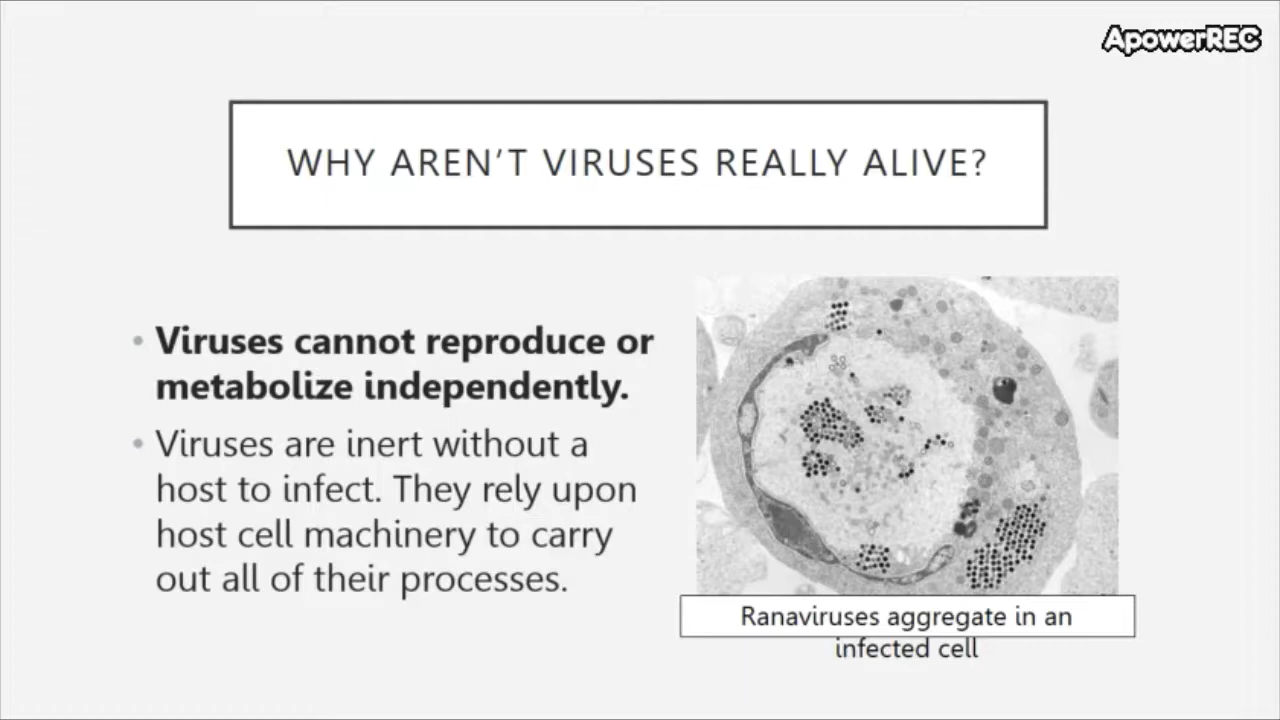 ApowerREC
WHY AREN’T VIRUSES REALLY ALIVE?
• Viruses cannot reproduce or
metabolize independently.
• Viruses are inert without a
host to infect. They rely upon
host cell machinery to carry
out all of their processes.
Ranaviruses aggregate in an
infected cell